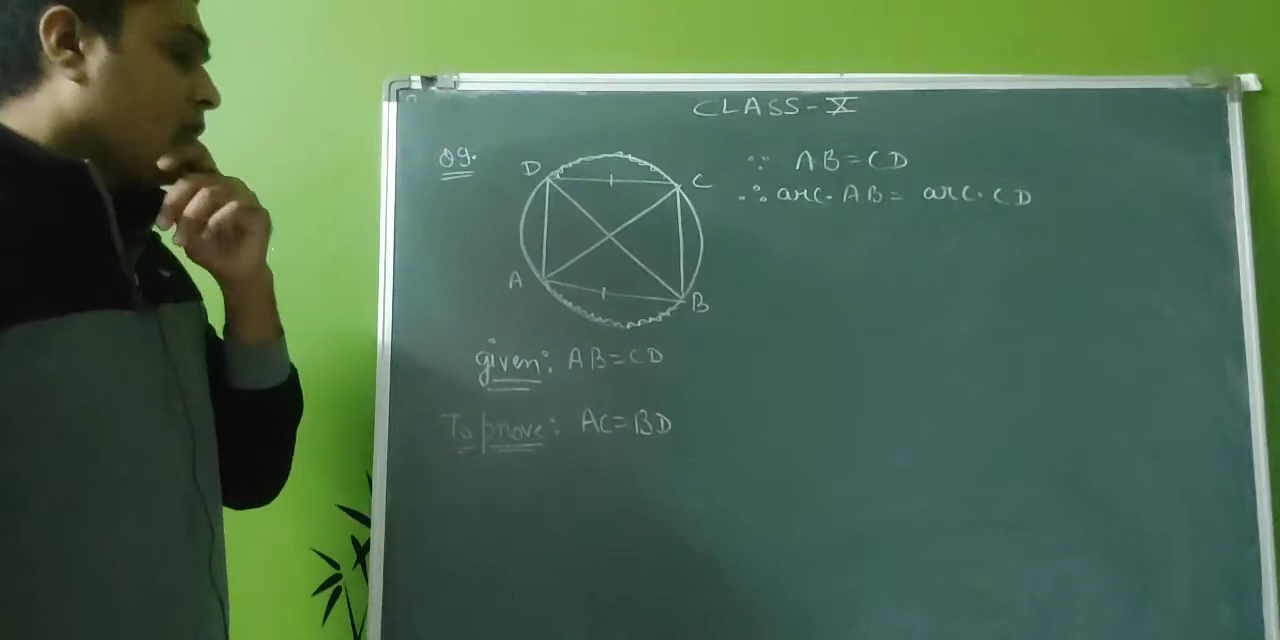 CLASS-X
Q9.
D
C
A
B
∵ AB=CD
∴ arc.AB= arc.CD
given: AB=CD
To prove: AC=BD